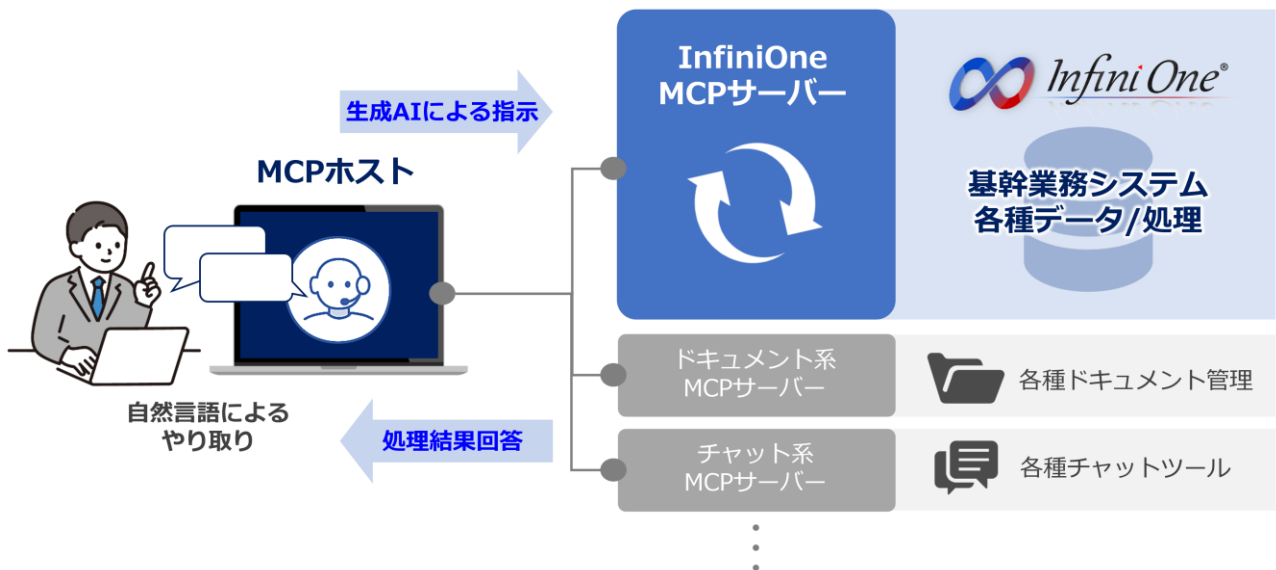 生成AIによる指示
MCPホスト
自然言語による
やり取り
処理結果回答
InfiniOne
MCPサーバー
Infini One®
基幹業務システム
各種データ/処理
ドキュメント系
MCPサーバー
各種ドキュメント管理
チャット系
MCPサーバー
各種チャットツール